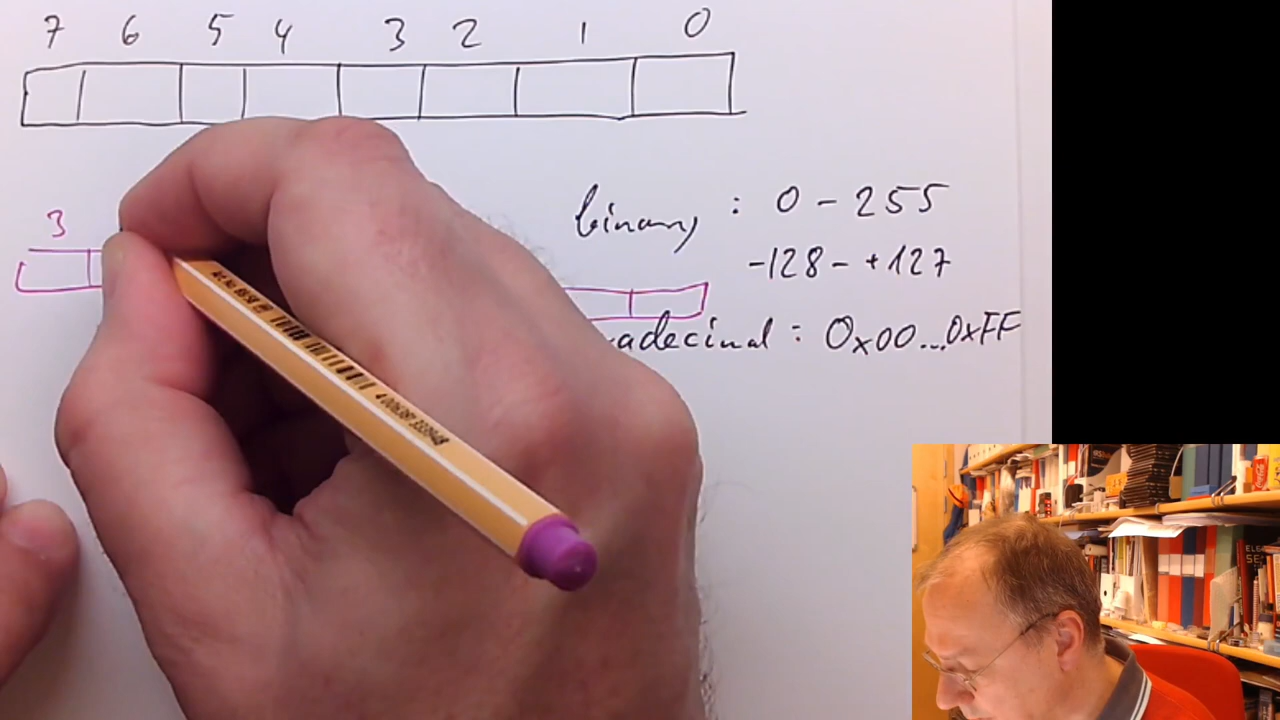 7 6 5 4 3 2 1 0
3
binary : 0 - 255
-128 - +127
adecimal : 0x00...0xFF